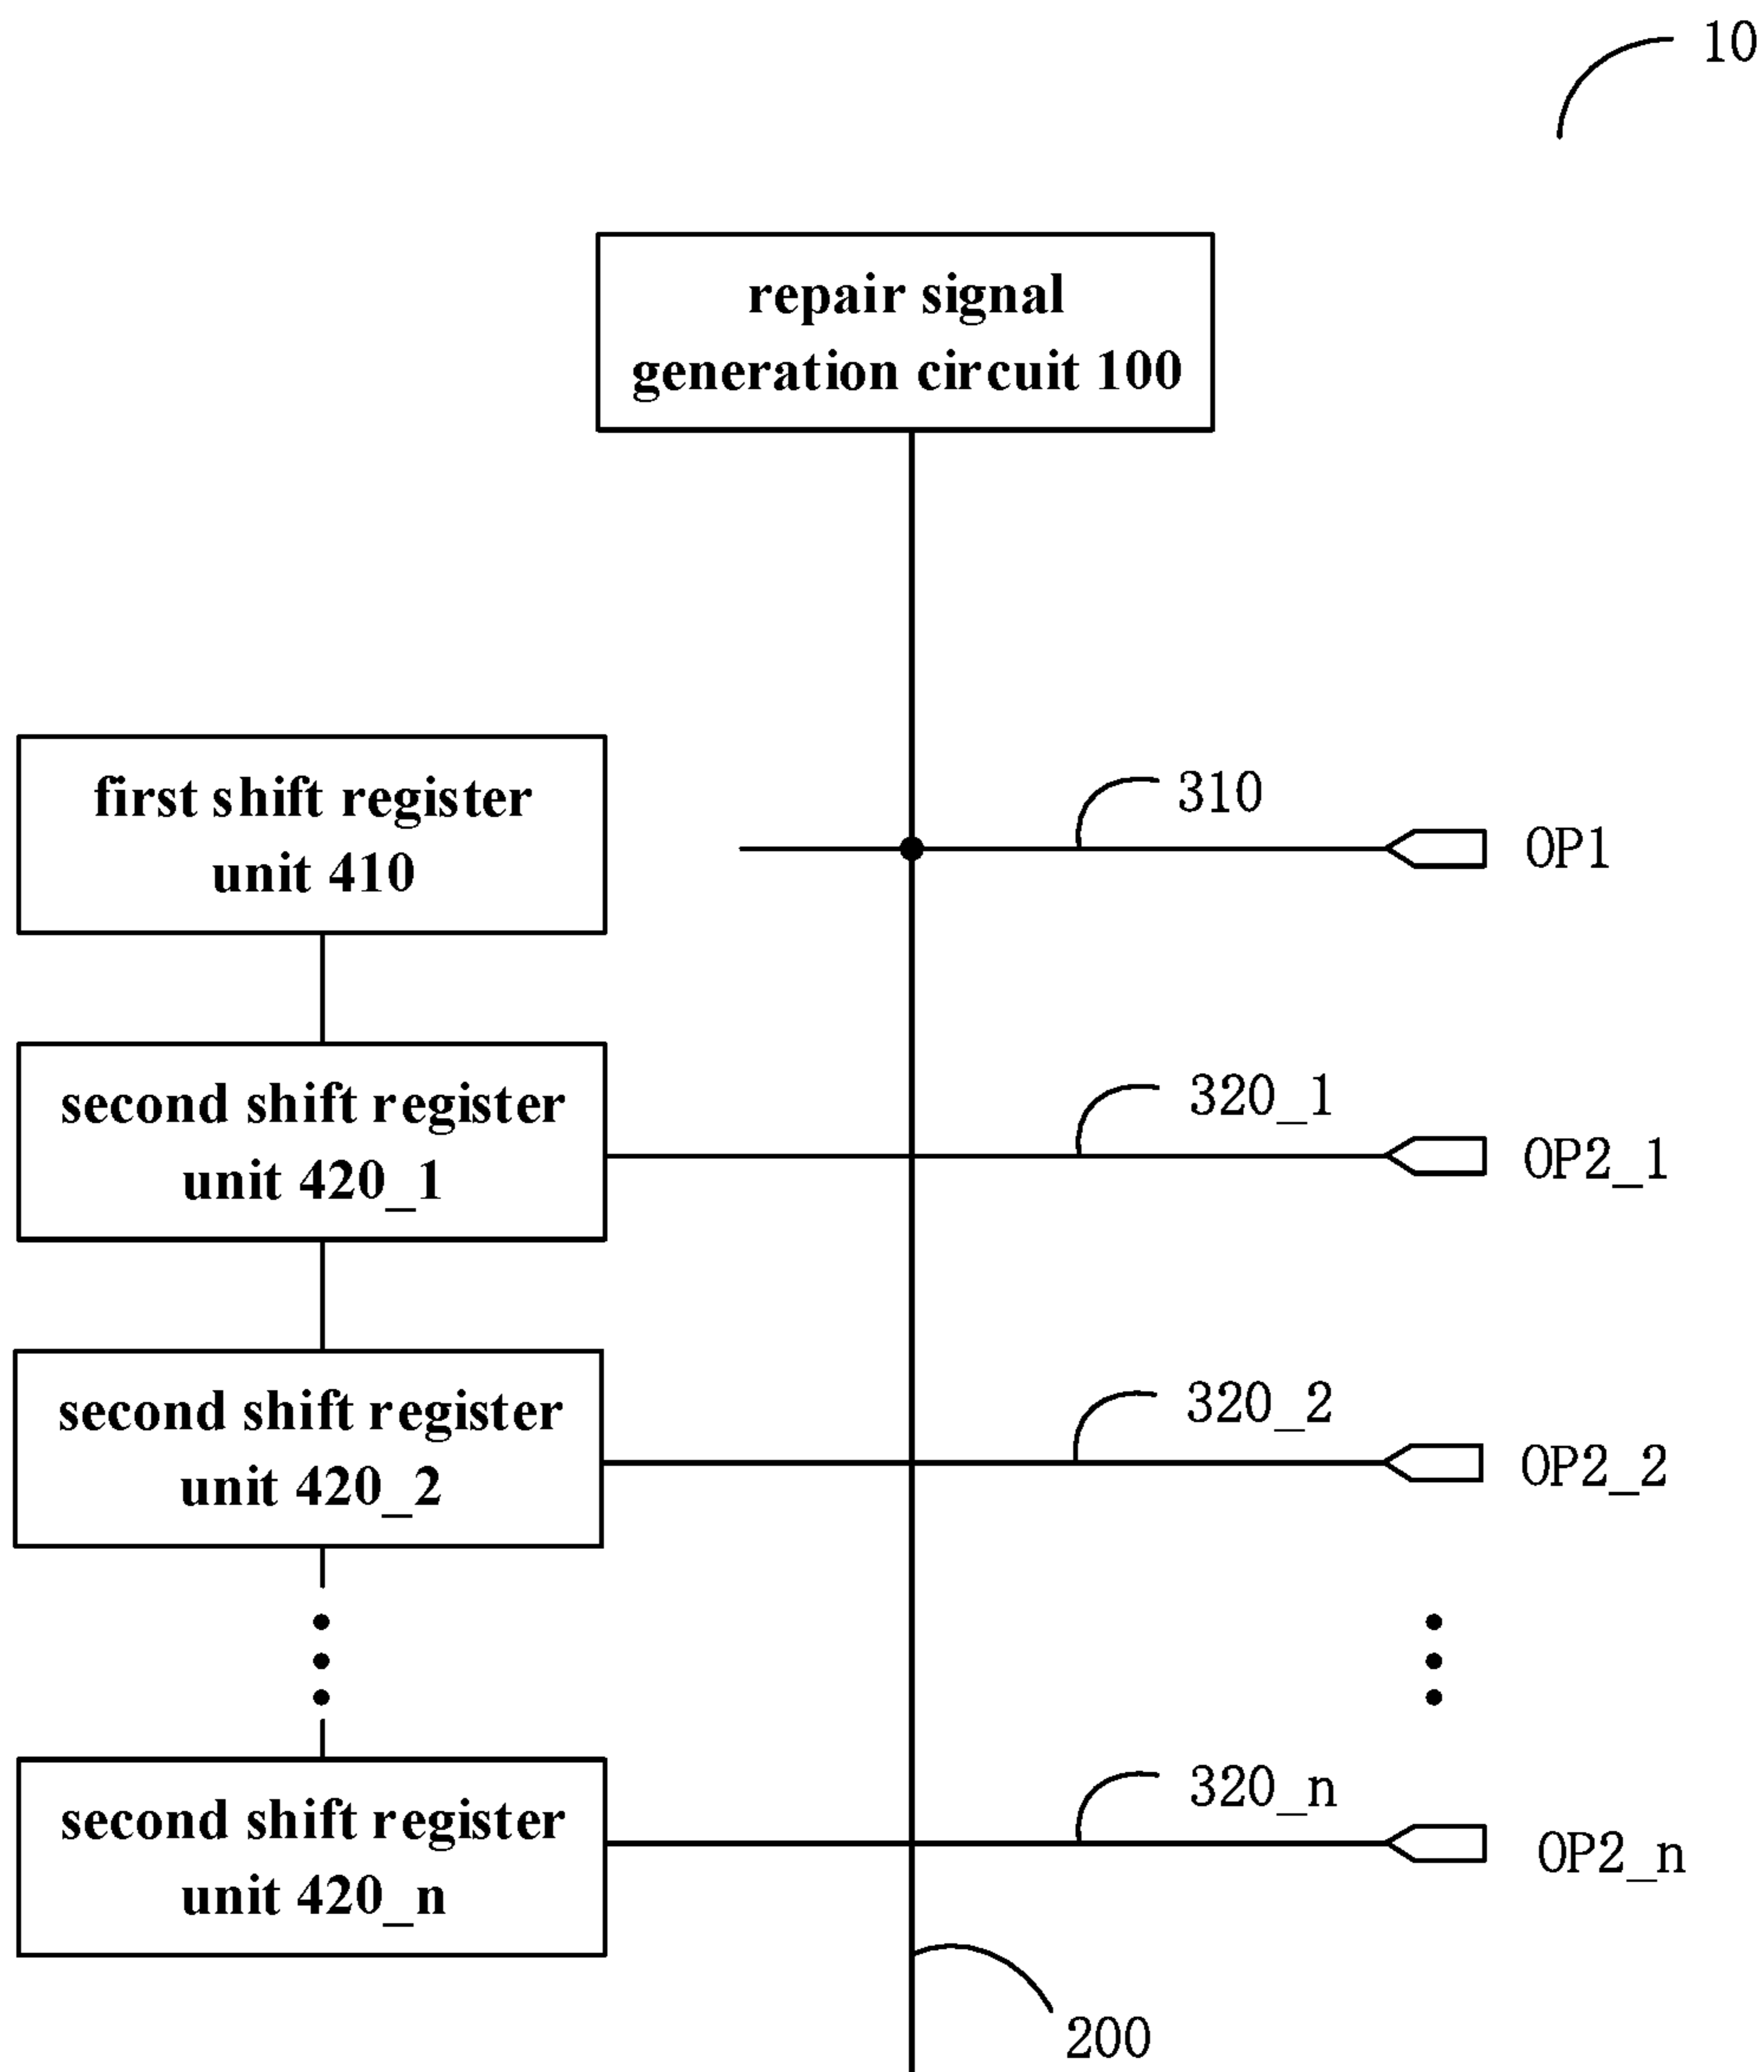 10
repair signal
generation circuit 100
first shift register
unit 410
310
OP1
second shift register
unit 420_1
320_1
OP2_1
second shift register
unit 420_2
320_2
OP2_2
second shift register
unit 420_n
320_n
OP2_n
200